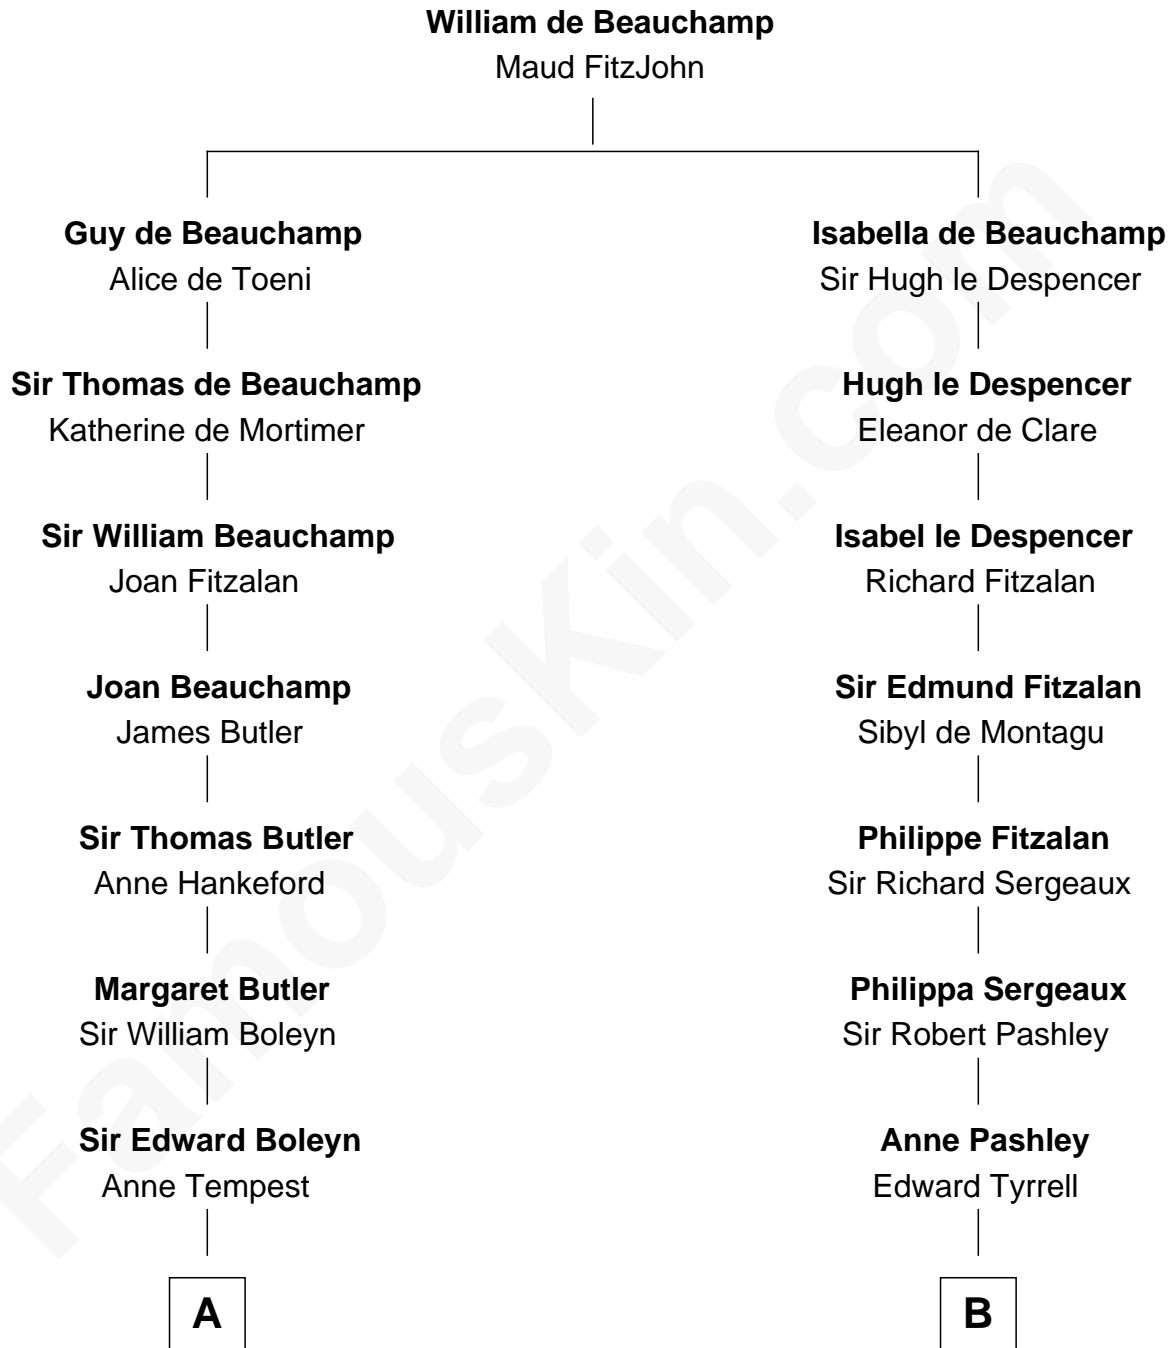 William de Beauchamp
Maud FitzJohn
Guy de Beauchamp
Alice de Toeni
Isabella de Beauchamp
Sir Hugh le Despencer
Sir Thomas de Beauchamp
Katherine de Mortimer
Hugh le Despencer
Eleanor de Clare
Sir William Beauchamp
Joan Fitzalan
Isabel le Despencer
Richard Fitzalan
Joan Beauchamp
James Butler
Sir Edmund Fitzalan
Sibyl de Montagu
Sir Thomas Butler
Anne Hankeford
Philippe Fitzalan
Sir Richard Sergeaux
Margaret Butler
Sir William Boleyn
Philippa Sergeaux
Sir Robert Pashley
Sir Edward Boleyn
Anne Tempest
Anne Pashley
Edward Tyrrell
A
B
FamousKin.com